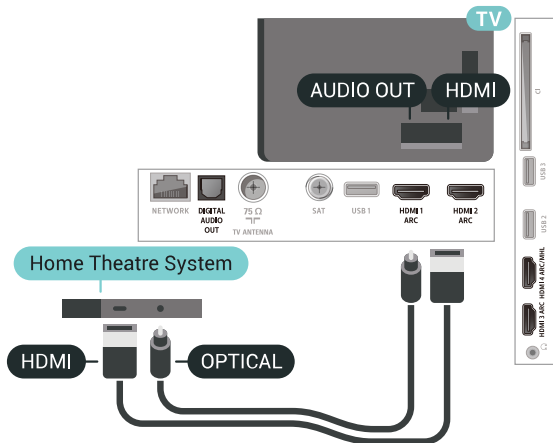 TV
AUDIO OUT
HDMI
CI
USB 3
USB 2
HDMI 4 ARC/MHL
HDMI 3 ARC
NETWORK
DIGITAL
AUDIO
OUT
75 Ω
TV ANTENNA
SAT
USB 1
HDMI 1
ARC
HDMI 2
ARC
Home Theatre System
HDMI
OPTICAL